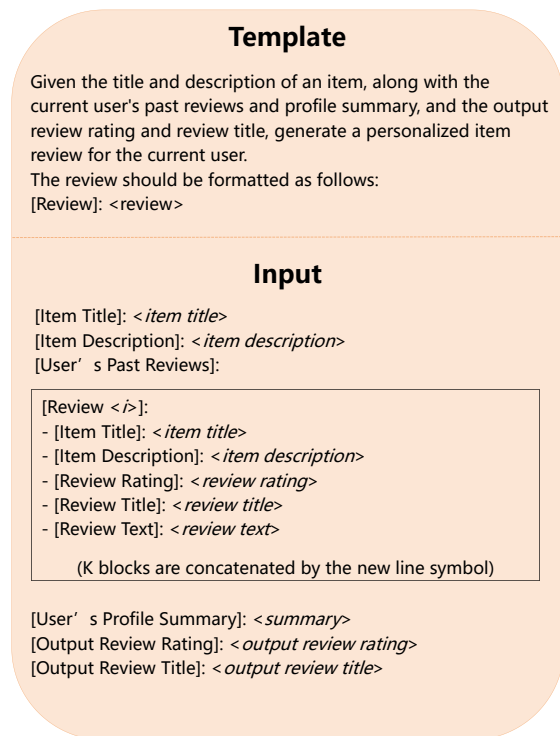 Template
Given the title and description of an item, along with the
current user's past reviews and profile summary, and the output
review rating and review title, generate a personalized item
review for the current user.
The review should be formatted as follows:
[Review]: <review>
Input
[Item Title]: <item title>
[Item Description]: <item description>
[User’s Past Reviews]:
[Review <i>]:
- [Item Title]: <item title>
- [Item Description]: <item description>
- [Review Rating]: <review rating>
- [Review Title]: <review title>
- [Review Text]: <review text>
(K blocks are concatenated by the new line symbol)
[User’s Profile Summary]: <summary>
[Output Review Rating]: <output review rating>
[Output Review Title]: <output review title>